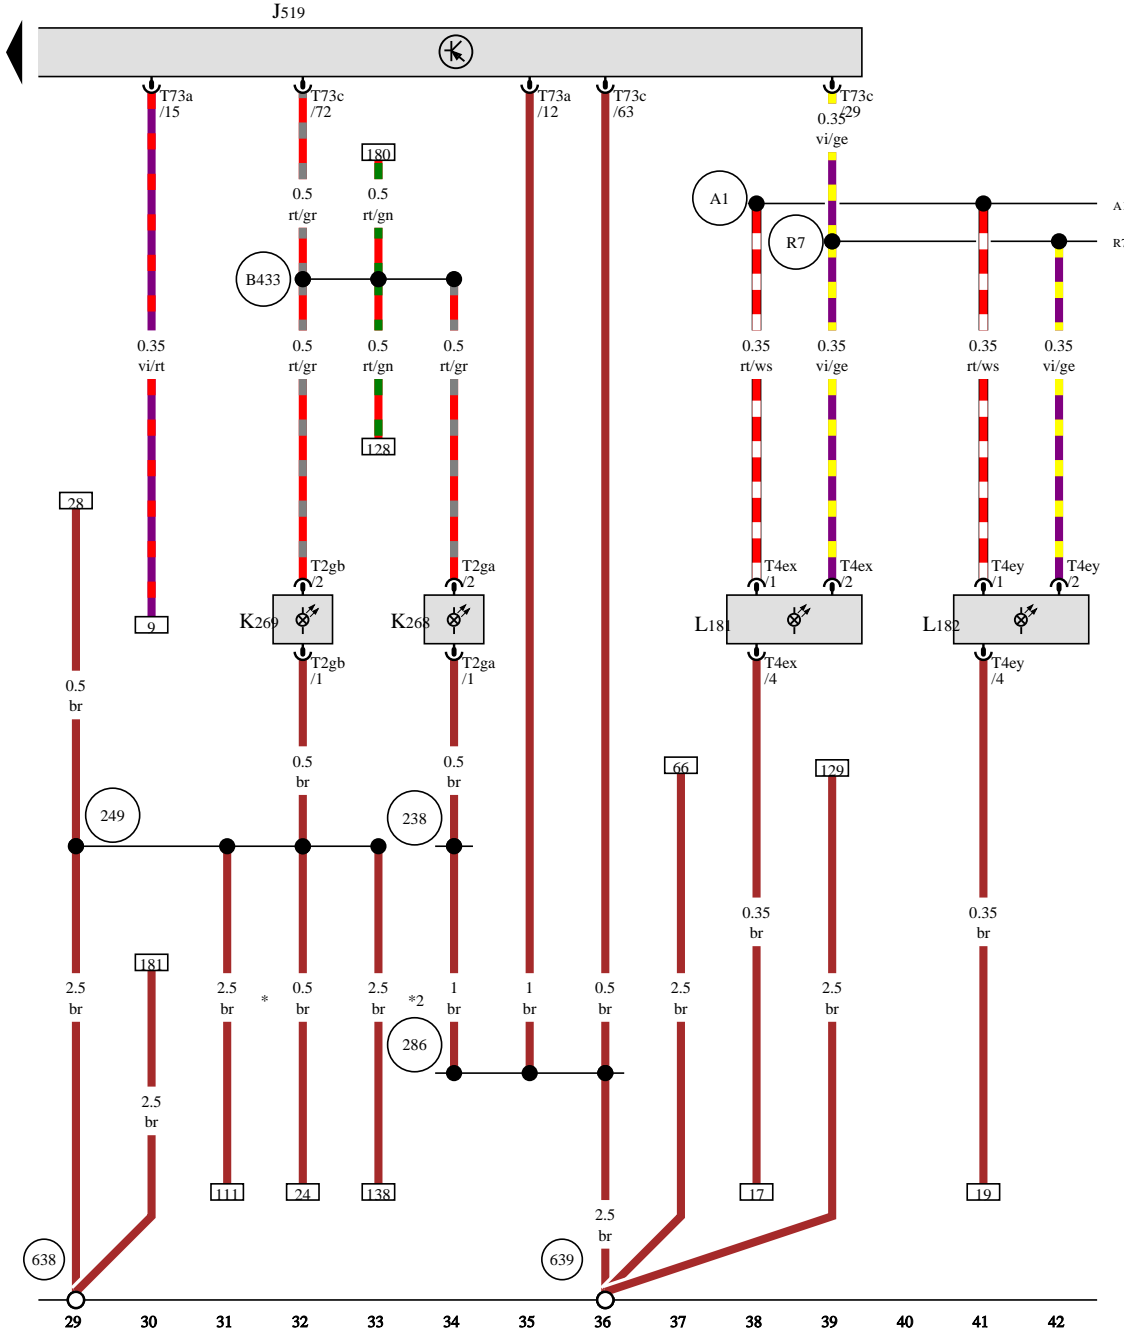 J519
T73a
/15
T73c
/72
T73a
/12
T73c
/63
T73c
/29
0.35
vi/ge
180
0.5
rt/gr
0.5
rt/gn
A1
A
R7
R7
B433
0.35
vi/rt
0.5
rt/gr
0.5
rt/gn
0.5
rt/gr
0.35
rt/ws
0.35
vi/ge
0.35
rt/ws
0.35
vi/ge
128
28
T2gb
/2
T2ga
/2
T4ex
/1
T4ex
/2
T4ey
/1
T4ey
/2
9
K269
K268
L181
L182
T2gb
/1
T2ga
/1
T4ex
/4
T4ey
/4
0.5
br
0.5
br
0.5
br
66
129
249
238
0.35
br
0.35
br
181
2.5
br
2.5
br
*
0.5
br
2.5
br
*2
1
br
1
br
0.5
br
2.5
br
2.5
br
286
2.5
br
111
24
138
17
19
2.5
br
638
639
29 30 31 32 33 34 35 36 37 38 39 40 41 42